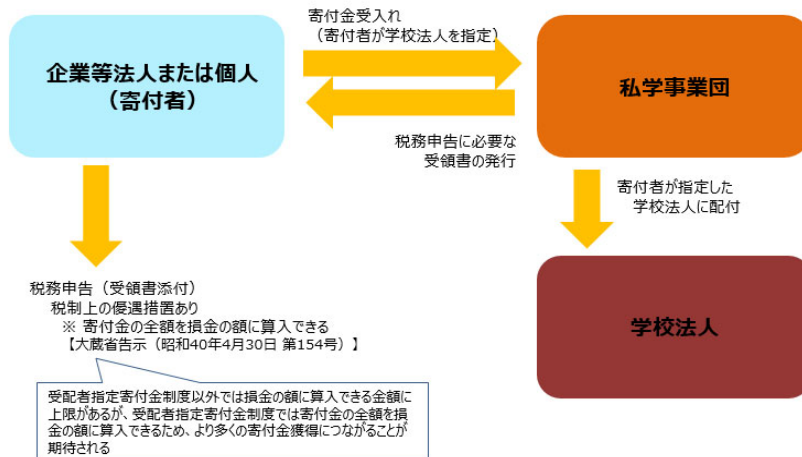 寄付金受入れ
（寄付者が学校法人を指定）
企業等法人または個人
（寄付者）
私学事業団
税務申告に必要な
受領書の発行
寄付者が指定した
学校法人に配付
税務申告（受領書添付）
税制上の優遇措置あり
※ 寄付金の全額を損金の額に算入できる
【大蔵省告示（昭和40年4月30日 第154号）】
学校法人
受配者指定寄付金制度以外では損金の額に算入できる金額に
上限があるが、受配者指定寄付金制度では寄付金の全額を損
金の額に算入できるため、より多くの寄付金獲得につながることが
期待される